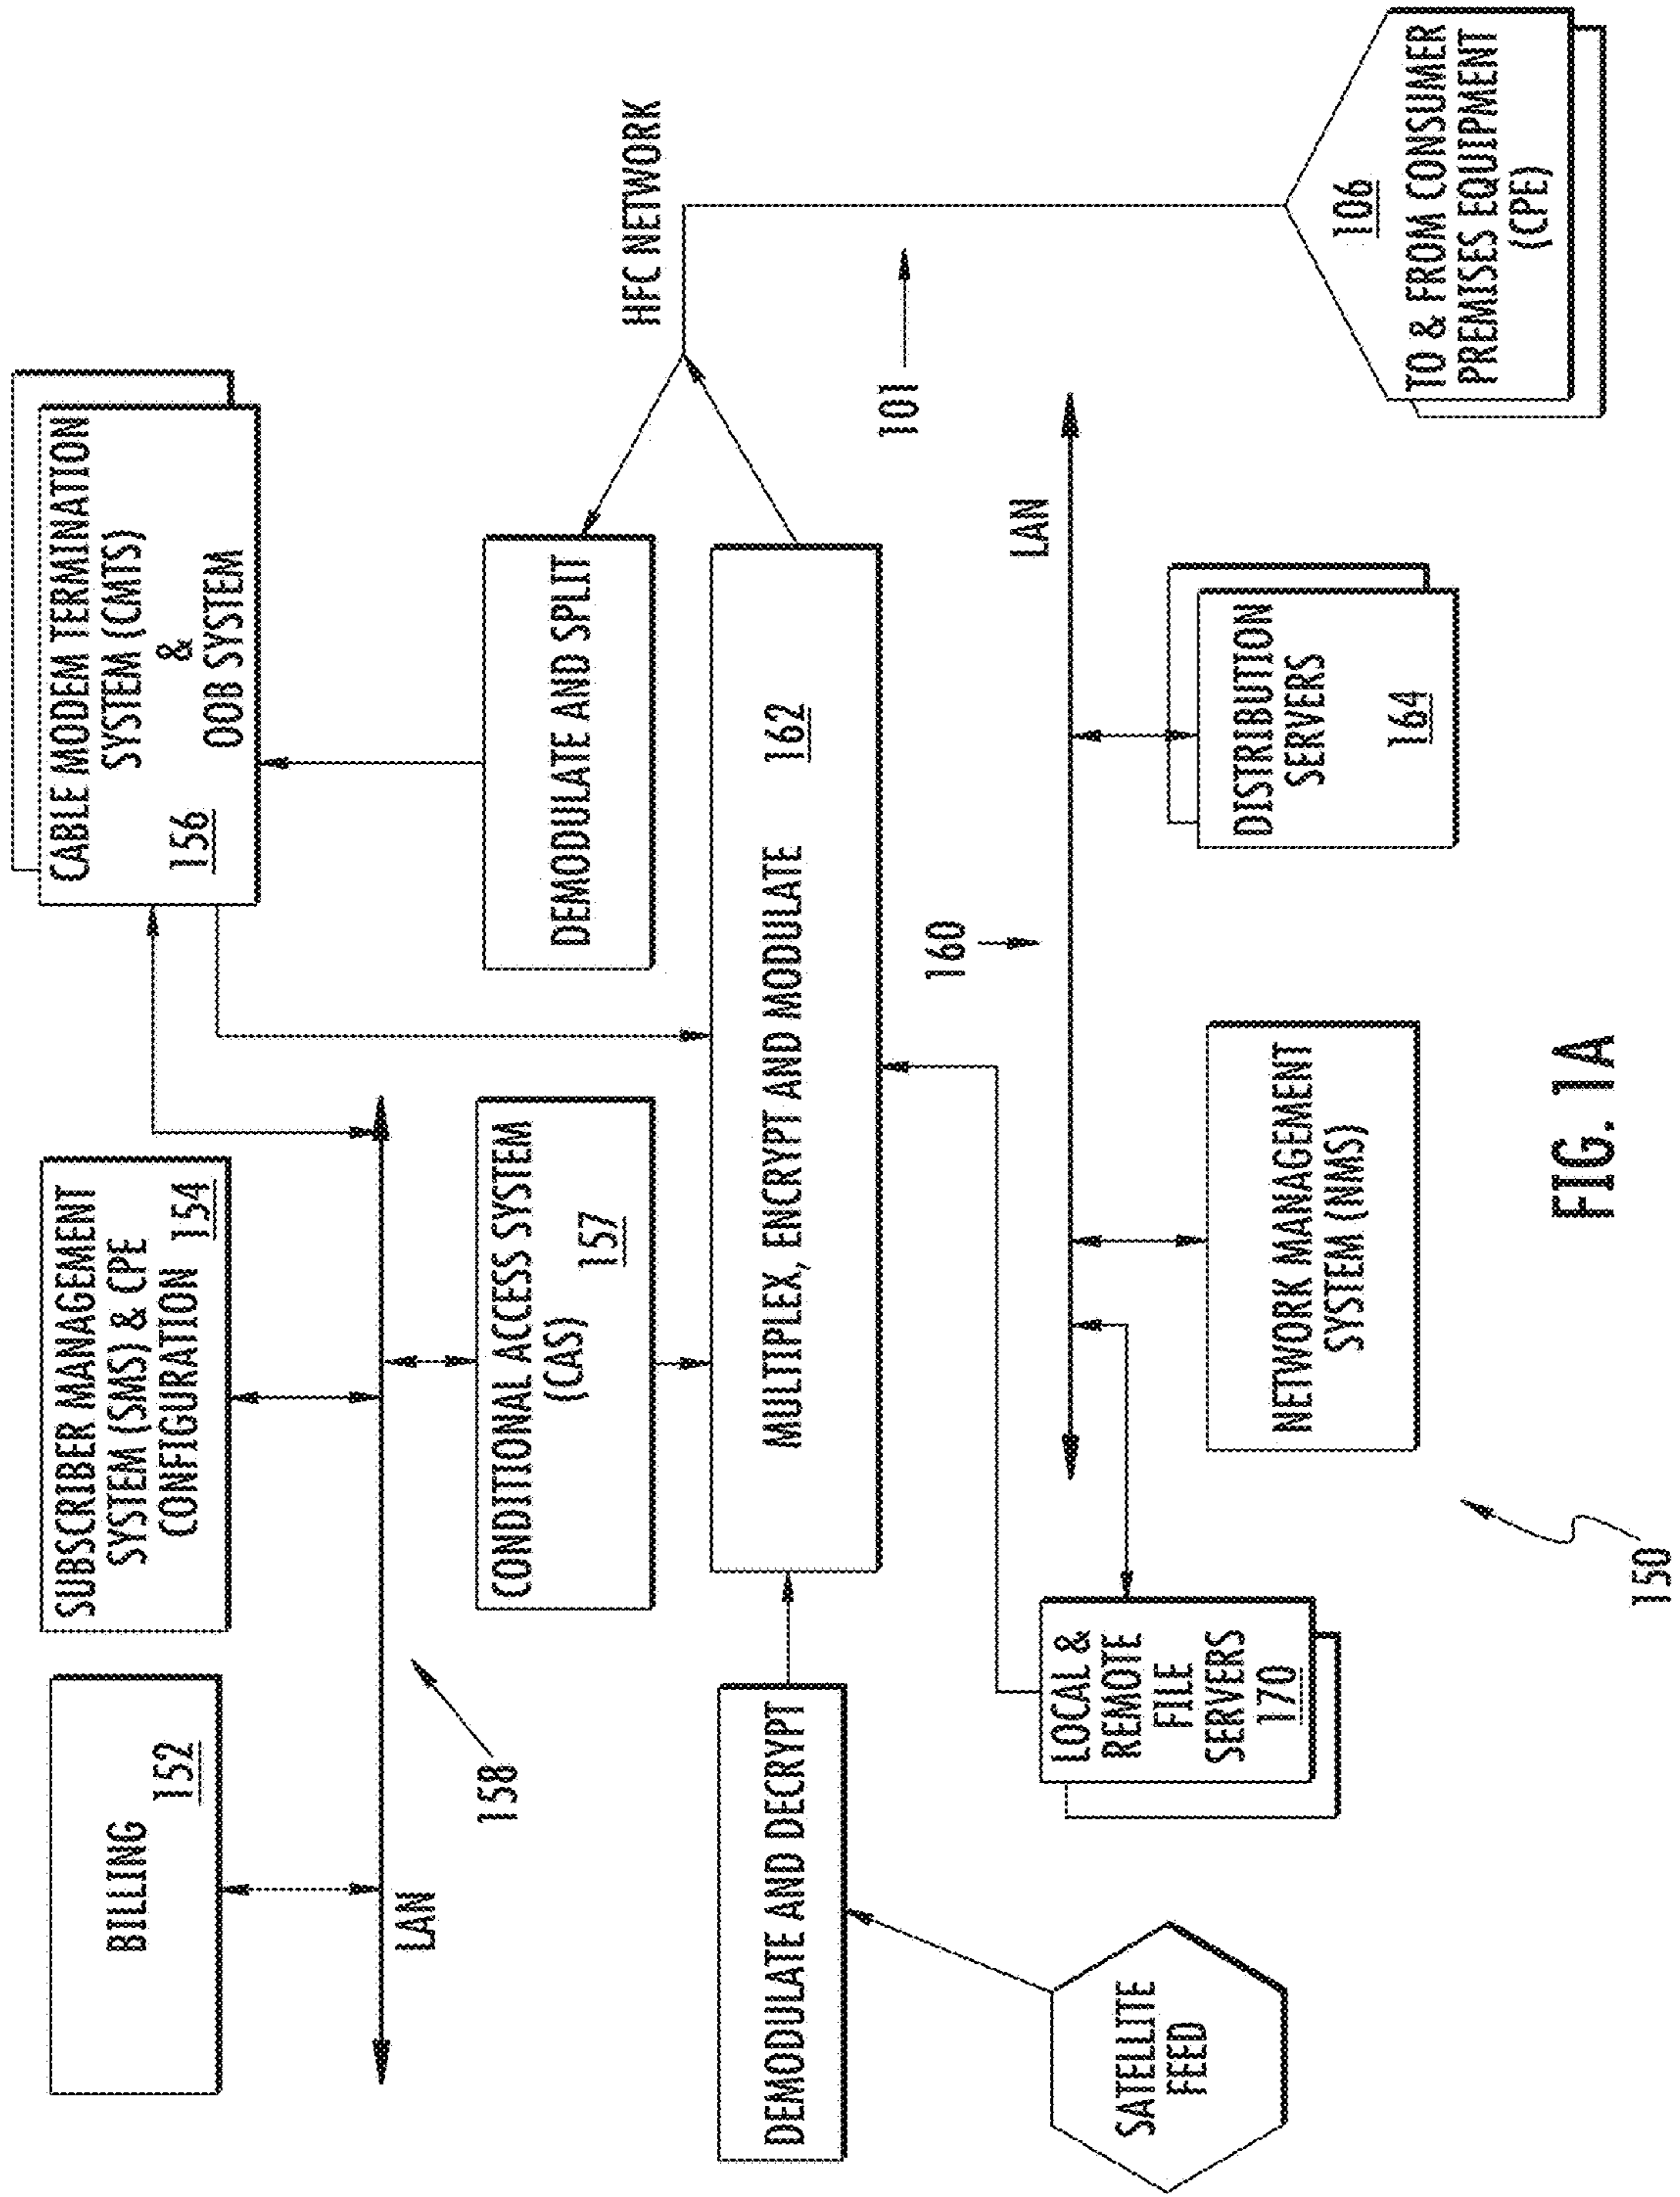 BILLING
152
SUBSCRIBER MANAGEMENT
SYSTEM (SMS) & CPE
CONFIGURATION 154
CABLE MODEM TERMINATION
SYSTEM (CMTS)
&
OOB SYSTEM
156
LAN
158
CONDITIONAL ACCESS SYSTEM
(CAS)
157
DEMODULATE AND SPLIT
HFC NETWORK
DEMODULATE AND DECRYPT
MULTIPLEX, ENCRYPT AND MODULATE 162
101
160
LAN
SATELLITE
FEED
LOCAL &
REMOTE
FILE
SERVERS
170
NETWORK MANAGEMENT
SYSTEM (NMS)
DISTRIBUTION
SERVERS
164
106
TO & FROM CONSUMER
PREMISES EQUIPMENT
(CPE)
150
FIG. 1A